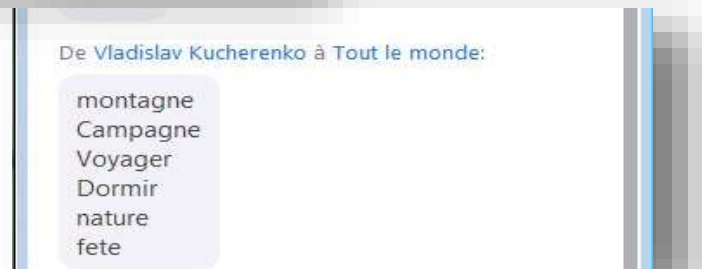 De Vladislav Kucherenko à Tout le monde:
montagne
Campagne
Voyager
Dormir
nature
fete